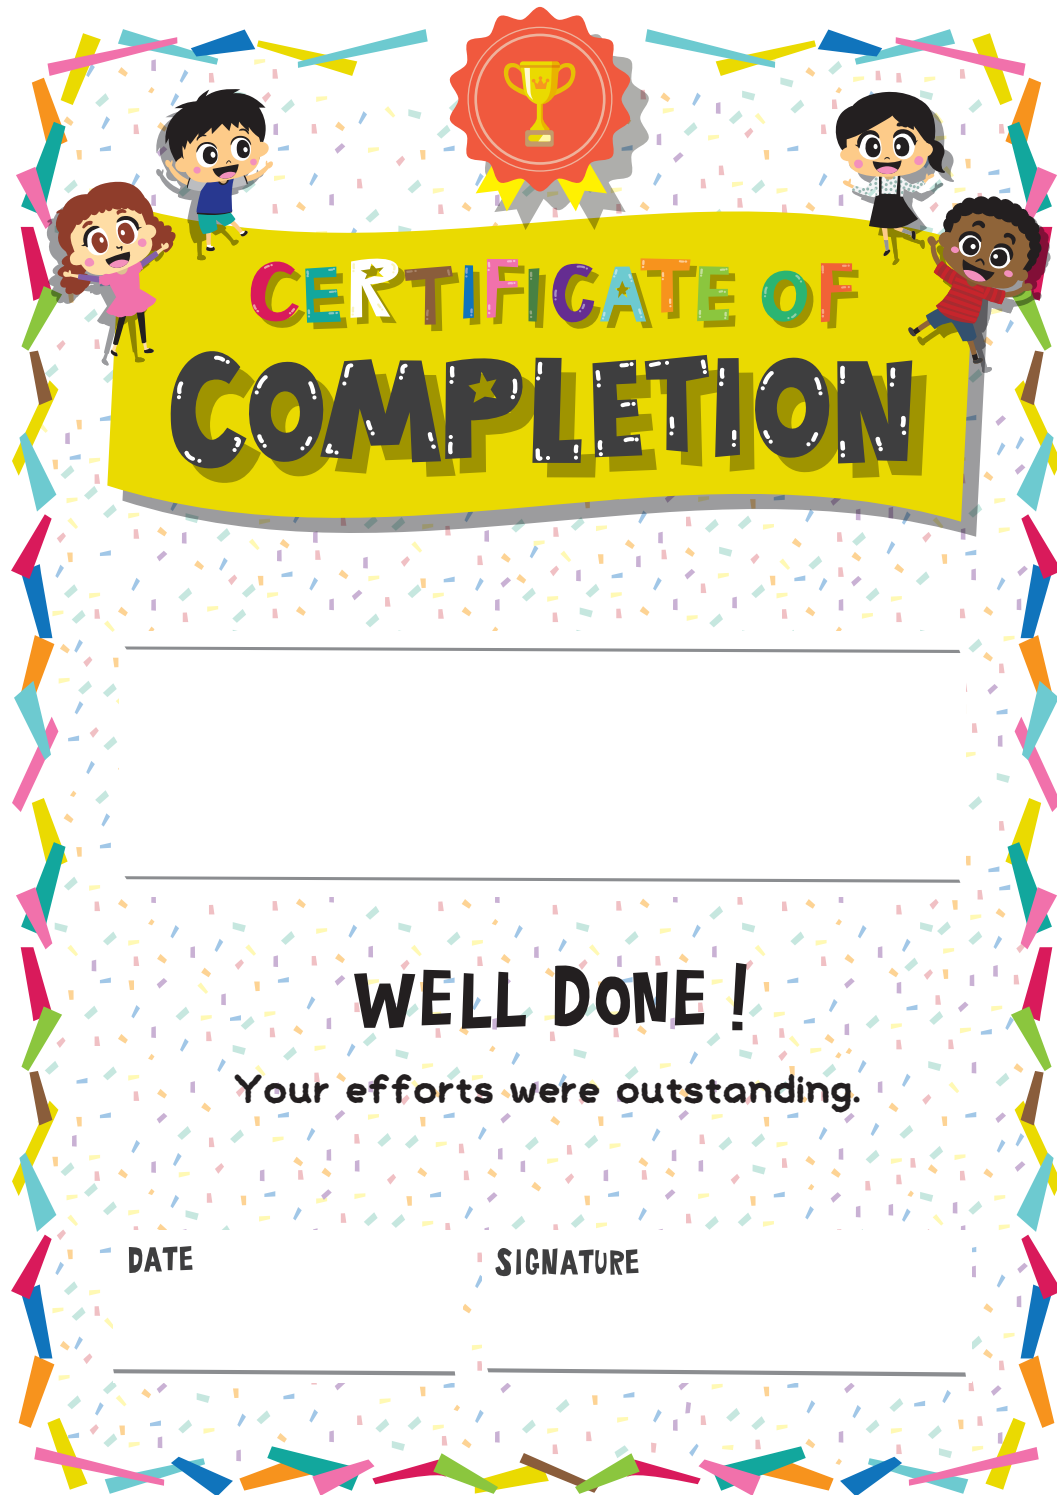 CERTIFICATE OF
COMPLETION
WELL DONE !
Your efforts were outstanding.
DATE
SIGNATURE